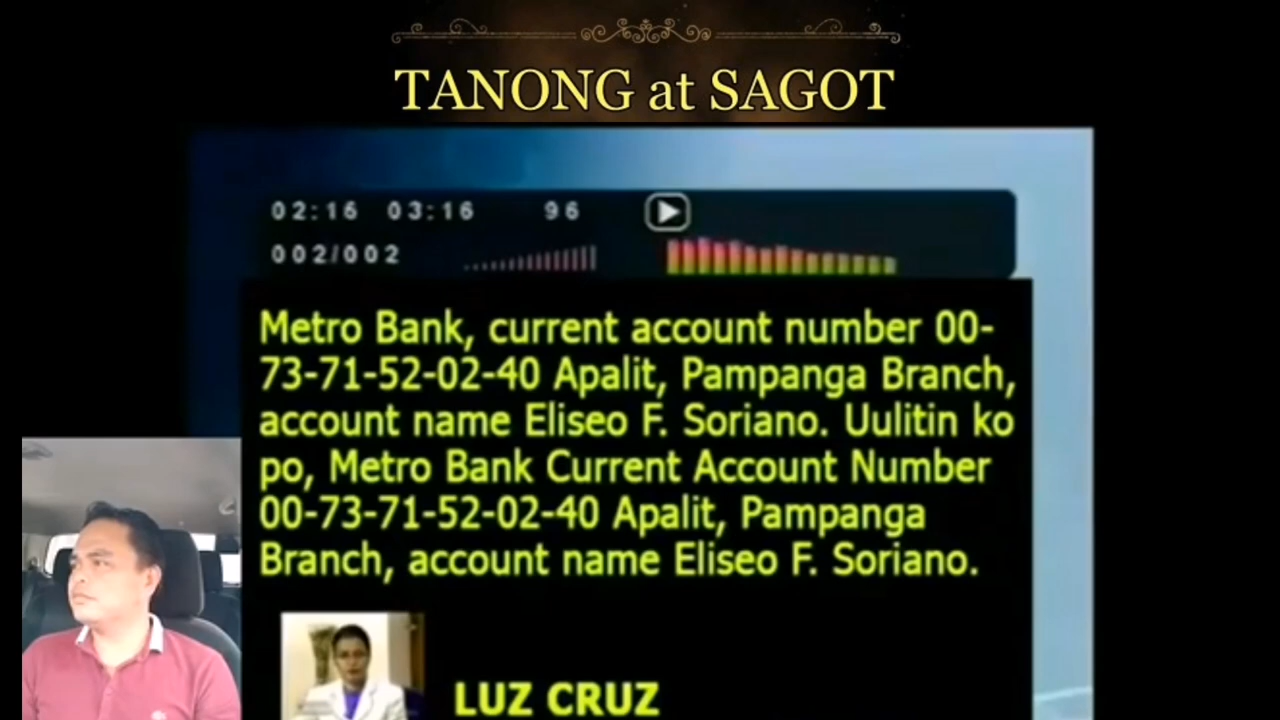 TANONG at SAGOT
02:16 03:16 96
002/002
Metro Bank, current account number 00-
73-71-52-02-40 Apalit, Pampanga Branch,
account name Eliseo F. Soriano. Uulitin ko
po, Metro Bank Current Account Number
00-73-71-52-02-40 Apalit, Pampanga
Branch, account name Eliseo F. Soriano.
LUZ CRUZ